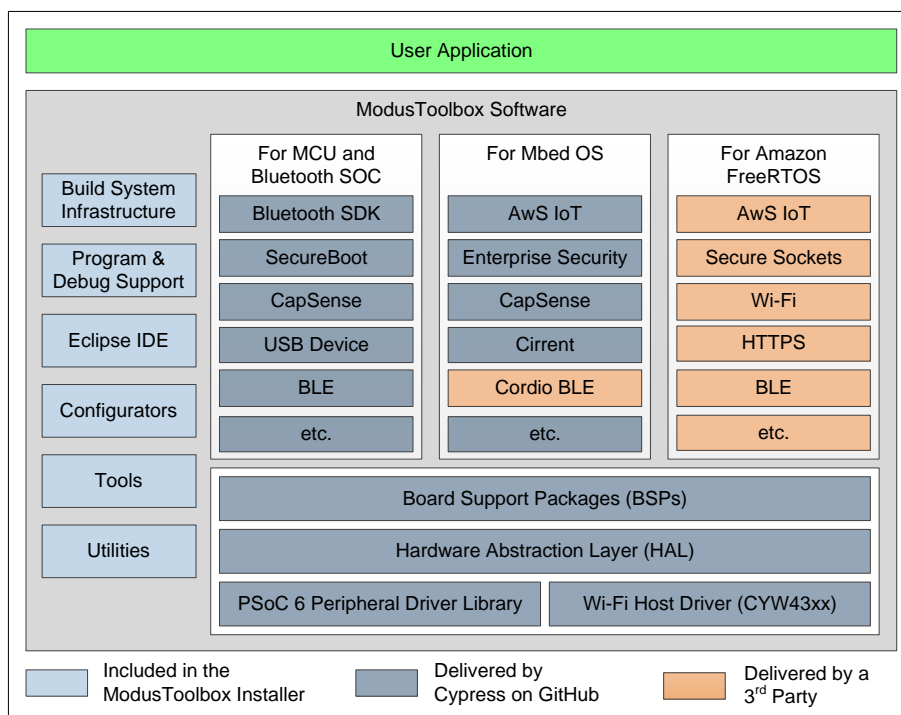 User Application
ModusToolbox Software
Build System
Infrastructure
Program &
Debug Support
Eclipse IDE
Configurators
Tools
Utilities
For MCU and
Bluetooth SOC
Bluetooth SDK
SecureBoot
CapSense
USB Device
BLE
etc.
For Mbed OS
AwS IoT
Enterprise Security
CapSense
Cirrent
Cordio BLE
etc.
For Amazon
FreeRTOS
AwS IoT
Secure Sockets
Wi-Fi
HTTPS
BLE
etc.
Board Support Packages (BSPs)
Hardware Abstraction Layer (HAL)
PSoC 6 Peripheral Driver Library
Wi-Fi Host Driver (CYW43xx)
Included in the
ModusToolbox Installer
Delivered by
Cypress on GitHub
Delivered by a
3rd Party